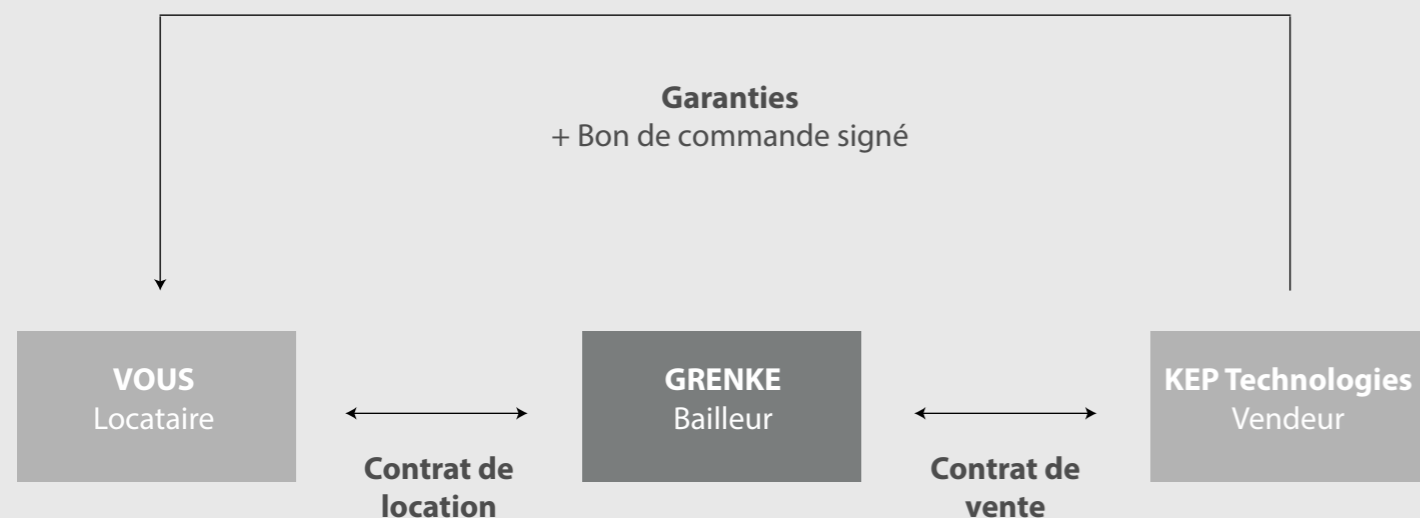 Garanties
+ Bon de commande signé
VOUS
Locataire
GRENKE
Bailleur
KEP Technologies
Vendeur
Contrat de
location
Contrat de
vente